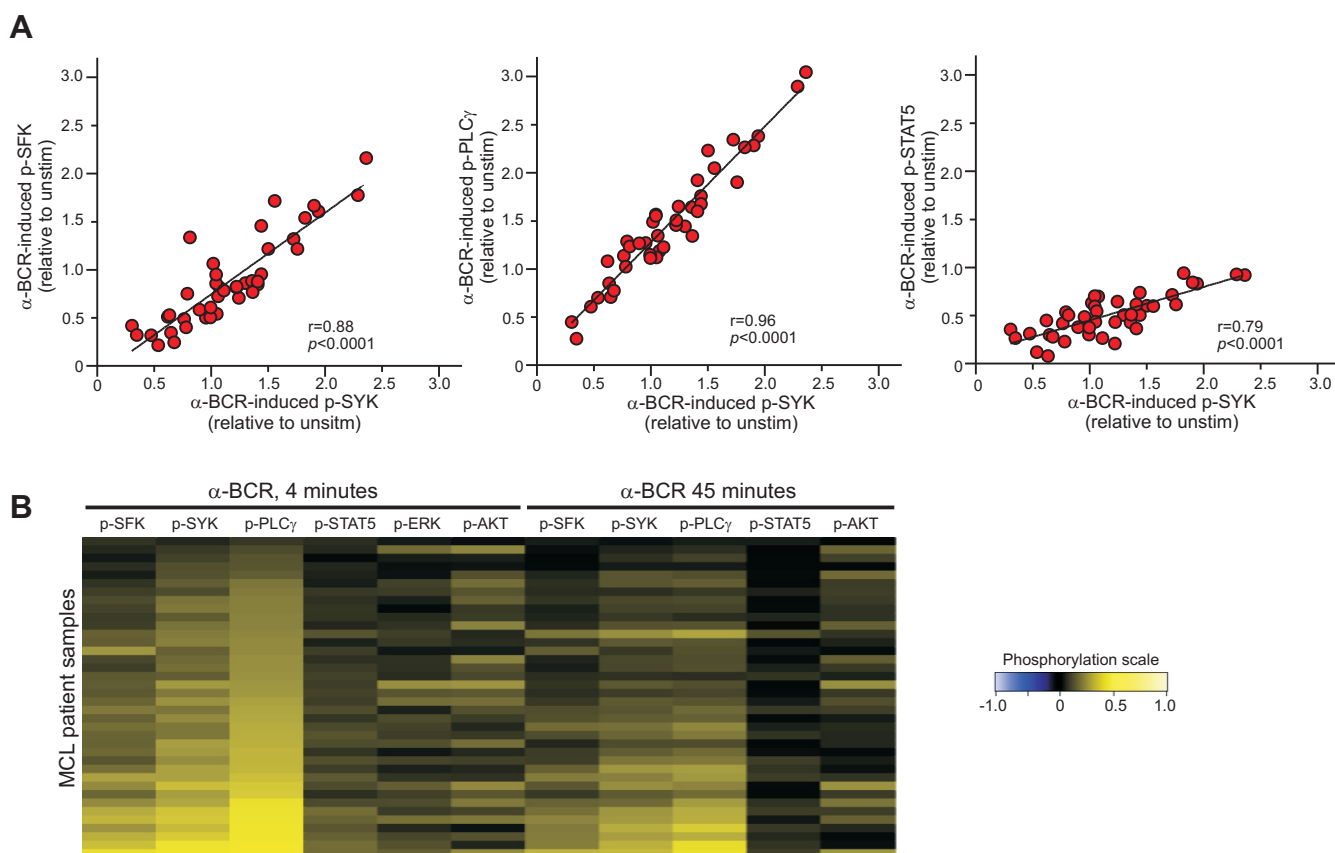 A
α-BCR-induced p-SFK
(relative to unstim)
3.0
2.5
2.0
1.5
1.0
0.5
0
r=0.88
p<0.0001
0 0.5 1.0 1.5 2.0 2.5 3.0
α-BCR-induced p-SYK
(relative to unsitm)
α-BCR-induced p-PLCγ
(relative to unstim)
3.0
2.5
2.0
1.5
1.0
0.5
0
r=0.96
p<0.0001
0 0.5 1.0 1.5 2.0 2.5 3.0
α-BCR-induced p-SYK
(relative to unstim)
α-BCR-induced p-STAT5
(relative to unstim)
3.0
2.5
2.0
1.5
1.0
0.5
0
r=0.79
p<0.0001
0 0.5 1.0 1.5 2.0 2.5 3.0
α-BCR-induced p-SYK
(relative to unstim)
B
α-BCR, 4 minutes α-BCR 45 minutes
p-SFK p-SYK p-PLCγ p-STAT5 p-ERK p-AKT p-SFK p-SYK p-PLCγ p-STAT5 p-AKT
MCL patient samples
Phosphorylation scale
-1.0 0 0.5 1.0